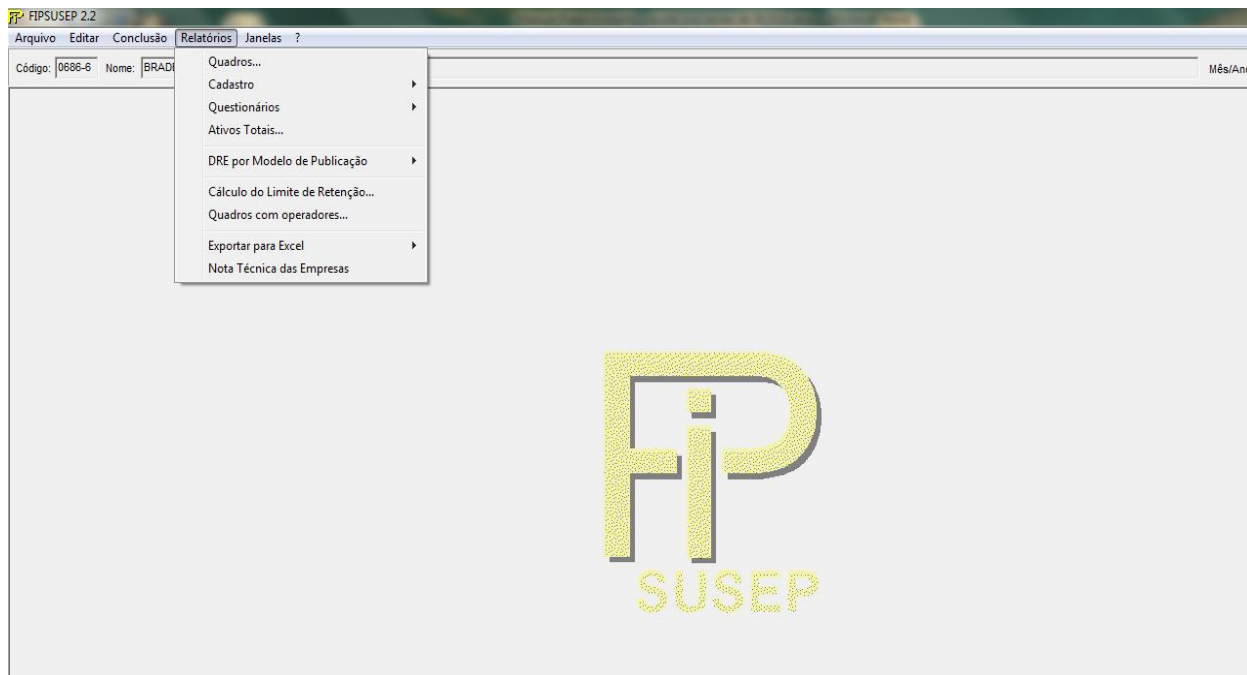 FIPSUSEP 2.2
Arquivo Editar Conclusão Relatórios Janelas ?
Código: 0686-6 Nome: BRADE Mês/Ano
Quadros...
Cadastro
Questionários
Ativos Totais...
DRE por Modelo de Publicação
Cálculo do Limite de Retenção...
Quadros com operadores...
Exportar para Excel
Nota Técnica das Empresas
FiP
SUSEP